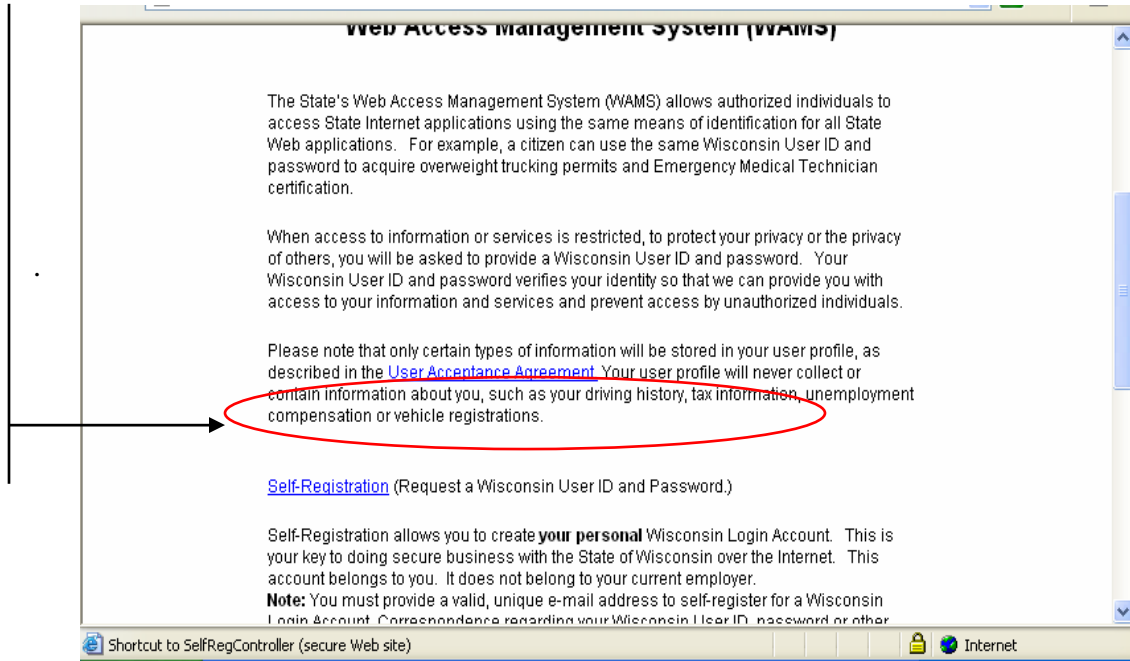 Web Access Management System (WAMS)
The State's Web Access Management System (WAMS) allows authorized individuals to
access State Internet applications using the same means of identification for all State
Web applications. For example, a citizen can use the same Wisconsin User ID and
password to acquire overweight trucking permits and Emergency Medical Technician
certification.
When access to information or services is restricted, to protect your privacy or the privacy
of others, you will be asked to provide a Wisconsin User ID and password. Your
Wisconsin User ID and password verifies your identity so that we can provide you with
access to your information and services and prevent access by unauthorized individuals.
Please note that only certain types of information will be stored in your user profile, as
described in the User Acceptance Agreement. Your user profile will never collect or
contain information about you, such as your driving history, tax information, unemployment
compensation or vehicle registrations.
.
Self-Registration (Request a Wisconsin User ID and Password.)
Self-Registration allows you to create your personal Wisconsin Login Account. This is
your key to doing secure business with the State of Wisconsin over the Internet. This
account belongs to you. It does not belong to your current employer.
Note: You must provide a valid, unique e-mail address to self-register for a Wisconsin
Login Account. Correspondence regarding your Wisconsin User ID, password or other
Shortcut to SelfRegController (secure Web site)
Internet